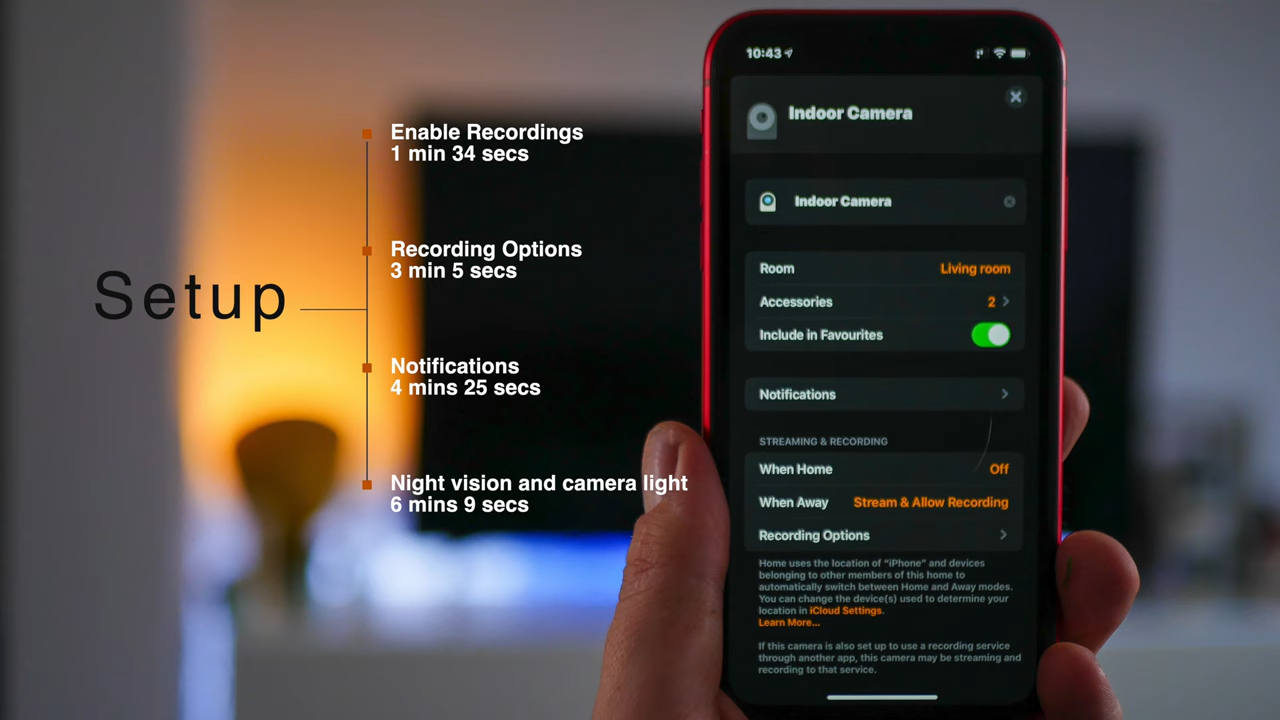 Setup
Enable Recordings
1 min 34 secs
Recording Options
3 min 5 secs
Notifications
4 mins 25 secs
Night vision and camera light
6 mins 9 secs
10:43
Indoor Camera
Indoor Camera
Room Living room
Accessories 2
Include in Favourites
Notifications
STREAMING & RECORDING
When Home Off
When Away Stream & Allow Recording
Recording Options
Home uses the location of "iPhone" and devices
belonging to other members of this home to
automatically switch between Home and Away modes.
You can change the device(s) used to determine your
location in iCloud Settings.
Learn More...
If this camera is also set up to use a recording service
through another app, this camera may be streaming and
recording to that service.